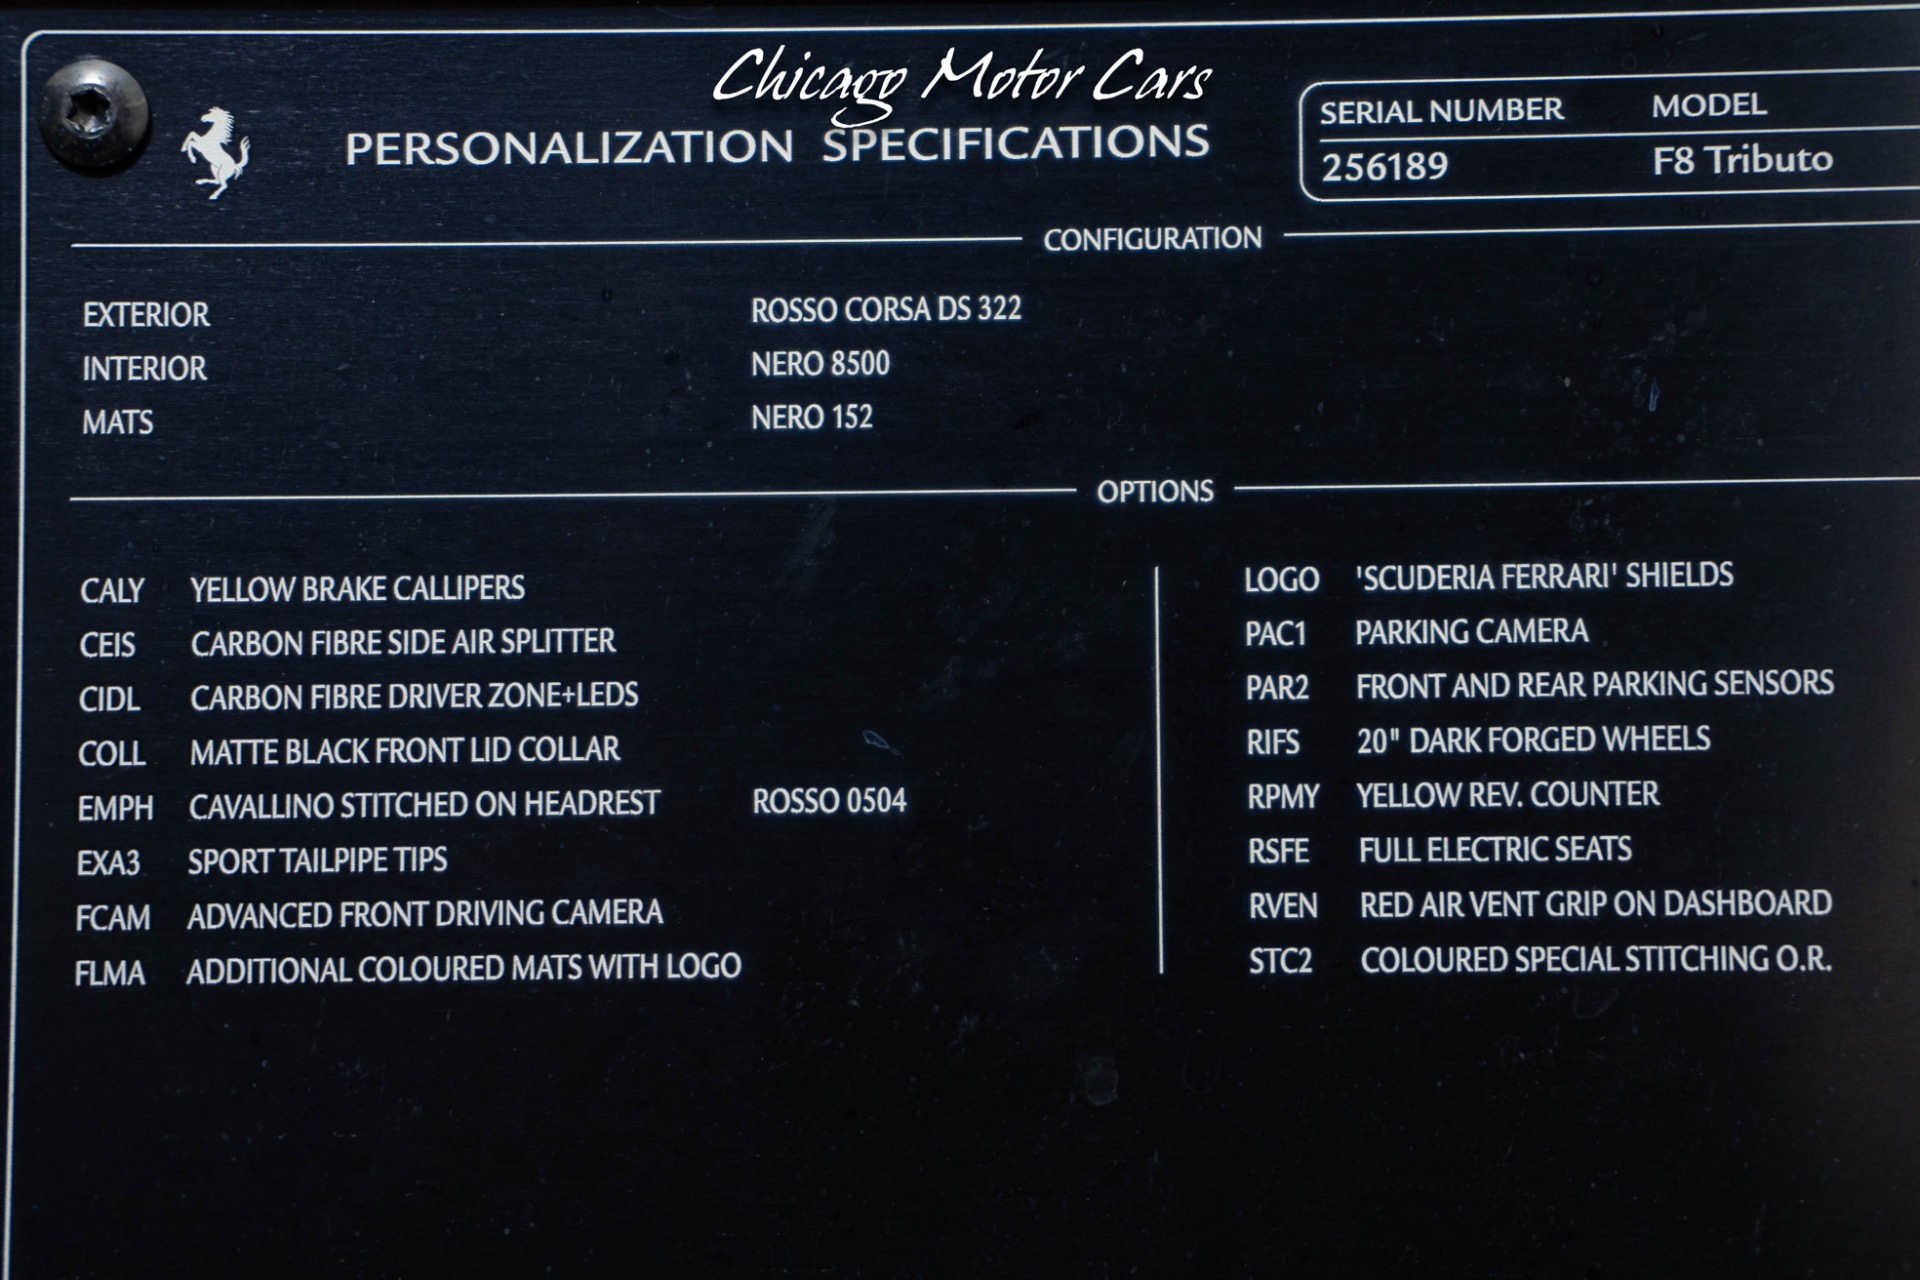 Chicago Motor Cars
PERSONALIZATION SPECIFICATIONS
SERIAL NUMBER MODEL
256189 F8 Tributo
CONFIGURATION
EXTERIOR ROSSO CORSA DS 322
INTERIOR NERO 8500
MATS NERO 152
OPTIONS
CALY YELLOW BRAKE CALLIPERS
CEIS CARBON FIBRE SIDE AIR SPLITTER
CIDL CARBON FIBRE DRIVER ZONE+LEDS
COLL MATTE BLACK FRONT LID COLLAR
EMPH CAVALLINO STITCHED ON HEADREST ROSSO 0504
EXA3 SPORT TAILPIPE TIPS
FCAM ADVANCED FRONT DRIVING CAMERA
FLMA ADDITIONAL COLOURED MATS WITH LOGO
LOGO 'SCUDERIA FERRARI' SHIELDS
PAC1 PARKING CAMERA
PAR2 FRONT AND REAR PARKING SENSORS
RIFS 20" DARK FORGED WHEELS
RPMY YELLOW REV. COUNTER
RSFE FULL ELECTRIC SEATS
RVEN RED AIR VENT GRIP ON DASHBOARD
STC2 COLOURED SPECIAL STITCHING O.R.